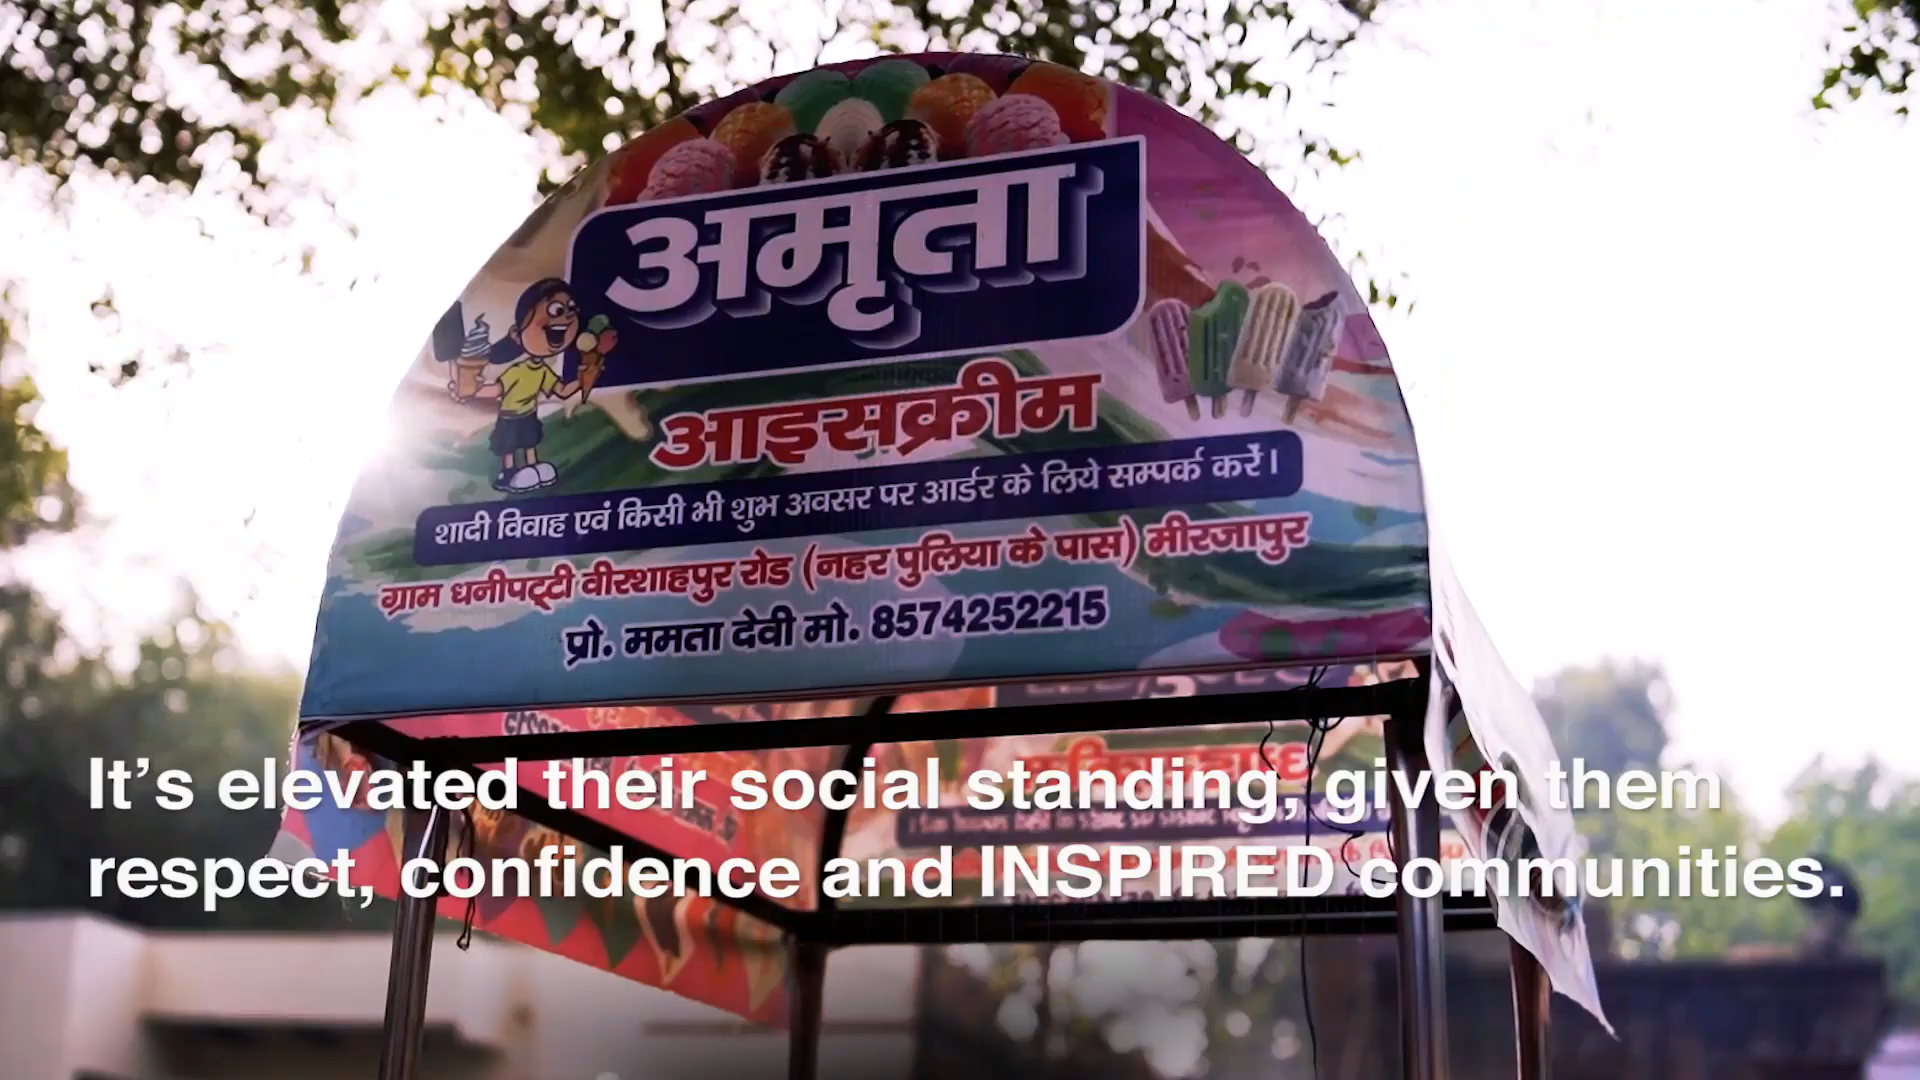 अमृता
आइसक्रीम
शादी विवाह एवं किसी भी शुभ अवसर पर आर्डर के लिये सम्पर्क करें।
ग्राम धनीपट्टी वीरशाहपुर रोड (नहर पुलिया के पास) मीरजापुर
प्रो. ममता देवी मो. 8574252215
It’s elevated their social standing, given them
respect, confidence and INSPIRED communities.